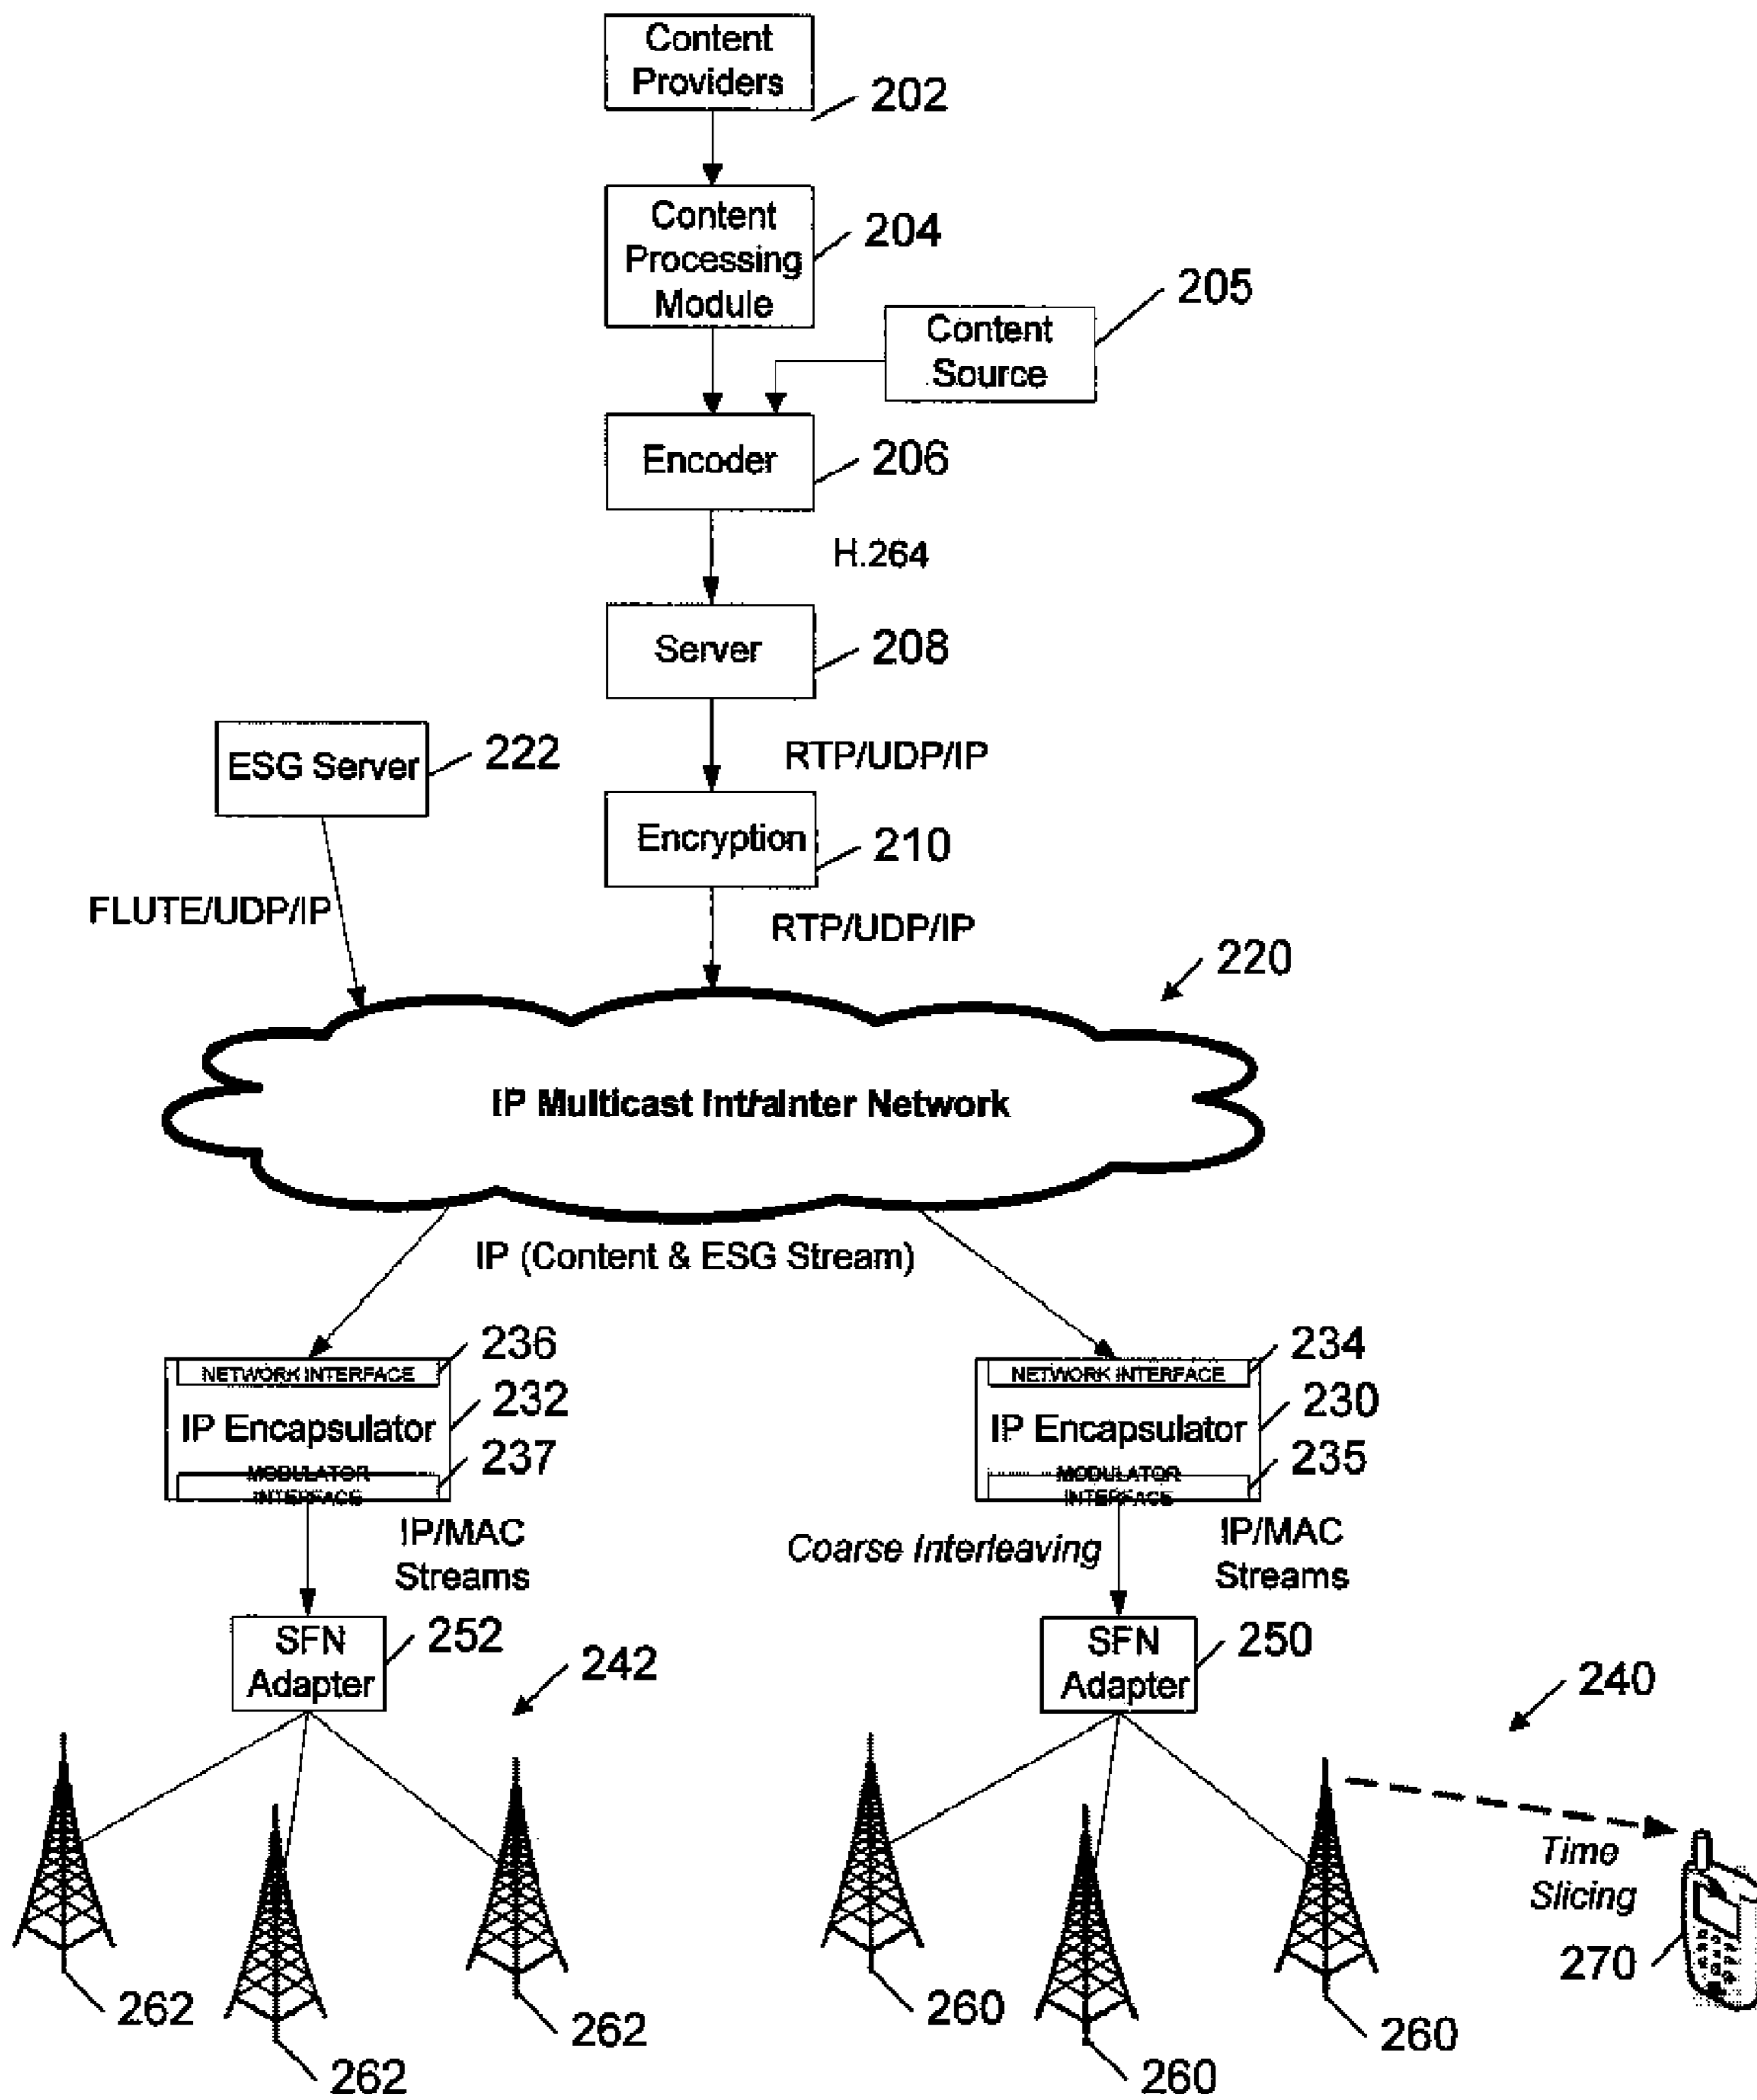 Content
Providers
202
Content
Processing
Module
204
205
Content
Source
Encoder
206
H.264
Server
208
RTP/UDP/IP
ESG Server
222
Encryption
210
FLUTE/UDP/IP
RTP/UDP/IP
220
IP Multicast Intra/Inter Network
IP (Content & ESG Stream)
NETWORK INTERFACE
236
IP Encapsulator
232
MODULATOR
INTERFACE
237
IP/MAC
Streams
NETWORK INTERFACE
234
IP Encapsulator
230
MODULATOR
INTERFACE
235
Coarse Interleaving
IP/MAC
Streams
SFN
Adapter
252
242
SFN
Adapter
250
240
Time
Slicing
270
262
262
262
260
260
260